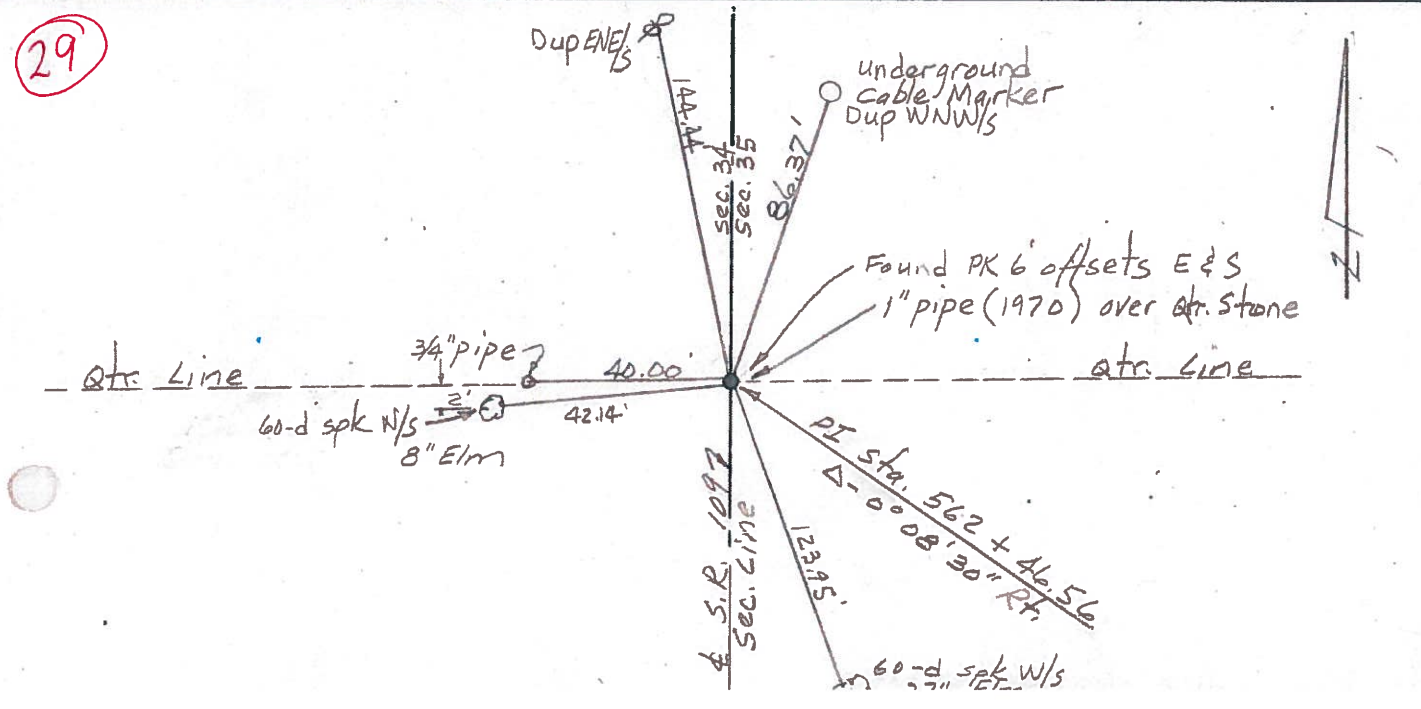 29
Dup ENE/s
144.44'
underground
Cable Marker
Dup WNW/s
86.37'
Sec. 34
Sec. 35
N
Found PK 6' offsets E & S
1" pipe (1970) over Qtr. Stone
3/4" pipe
40.00'
Qtr. Line
Qtr. Line
2'
60-d spk N/s
8" Elm
42.14'
PI Sta. 562 + 46.56
Δ- 0° 08' 30" Rt.
℄ S.R. 109
Sec. Line
123.95'
60-d spk W/s